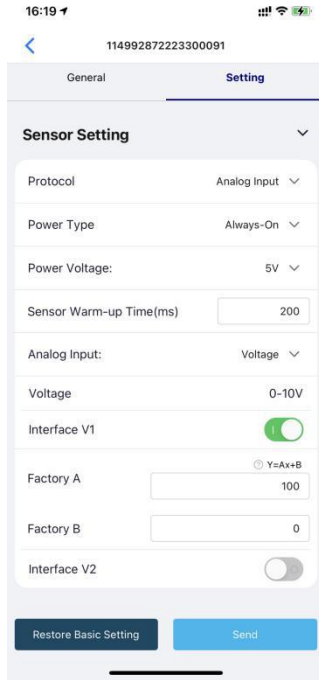 16:19
114992872223300091
General Setting
Sensor Setting
Protocol Analog Input
Power Type Always-On
Power Voltage: 5V
Sensor Warm-up Time(ms) 200
Analog Input: Voltage
Voltage 0-10V
Interface V1
? Y=Ax+B
Factory A 100
Factory B 0
Interface V2
Restore Basic Setting Send